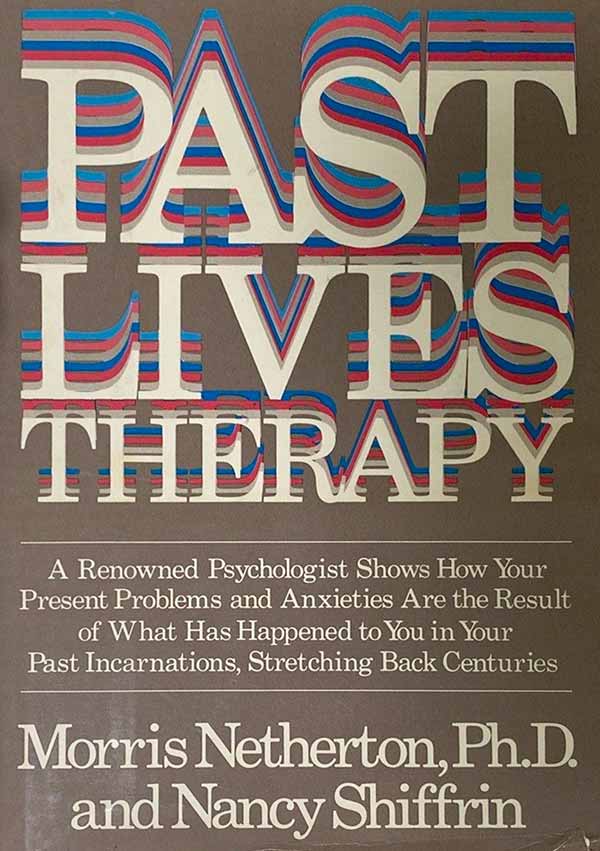 PAST
LIVES
THERAPY
A Renowned Psychologist Shows How Your
Present Problems and Anxieties Are the Result
of What Has Happened to You in Your
Past Incarnations, Stretching Back Centuries
Morris Netherton, Ph.D.
and Nancy Shiffrin